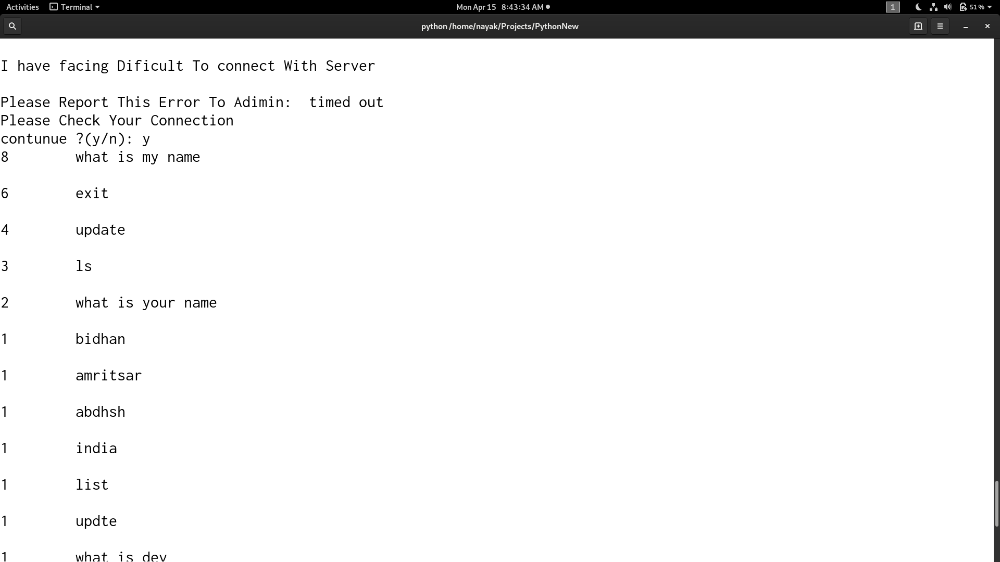 Activities Terminal Mon Apr 15 8:43:34 AM 1 51%
python /home/nayak/Projects/PythonNew
I have facing Dificult To connect With Server
Please Report This Error To Adimin:  timed out
Please Check Your Connection
contunue ?(y/n): y
8 what is my name
6 exit
4 update
3 ls
2 what is your name
1 bidhan
1 amritsar
1 abdhsh
1 india
1 list
1 updte
1 what is dev